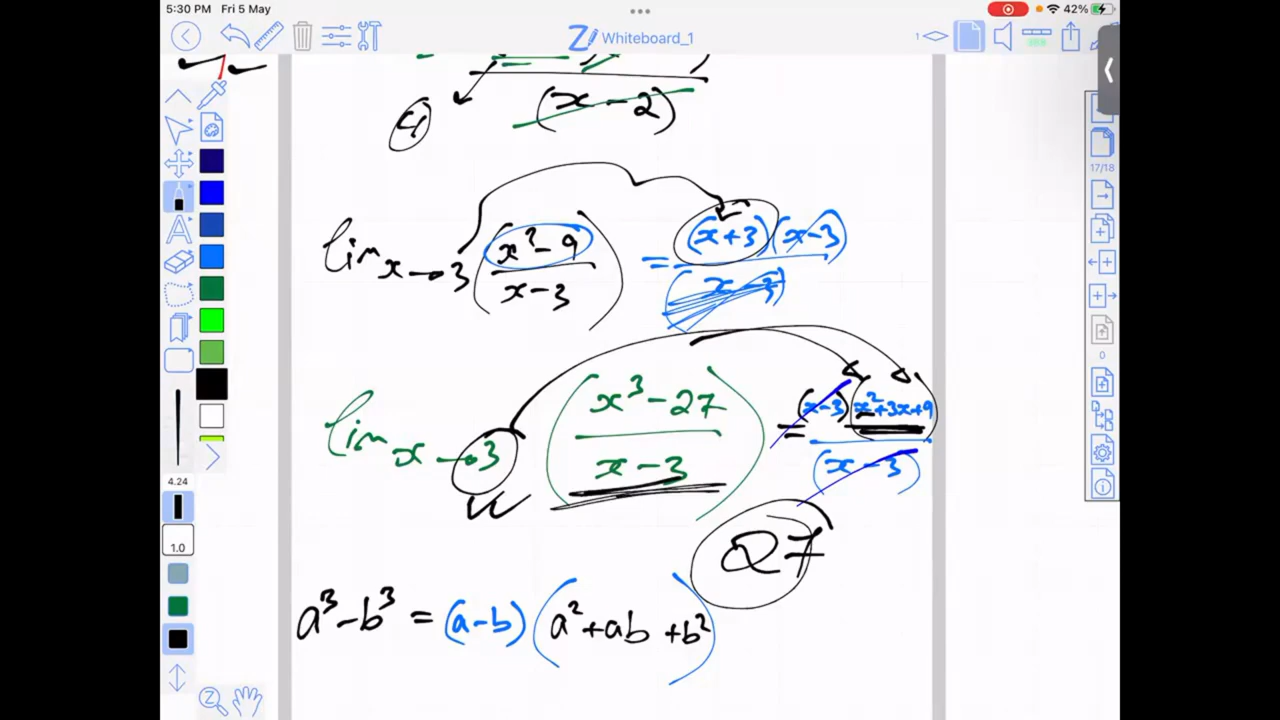 5:30 PM Fri 5 May
42%
Whiteboard_1
1
(x - 2)
4
lim x→3 (x² - 9 / x - 3) = (x+3)(x-3) / (x - 3)
lim x→3 (x³ - 27 / x - 3) = (x-3)(x²+3x+9) / (x - 3)
27
a³ - b³ = (a - b)(a² + ab + b²)
17/18
0
4.24
1.0
A
Z